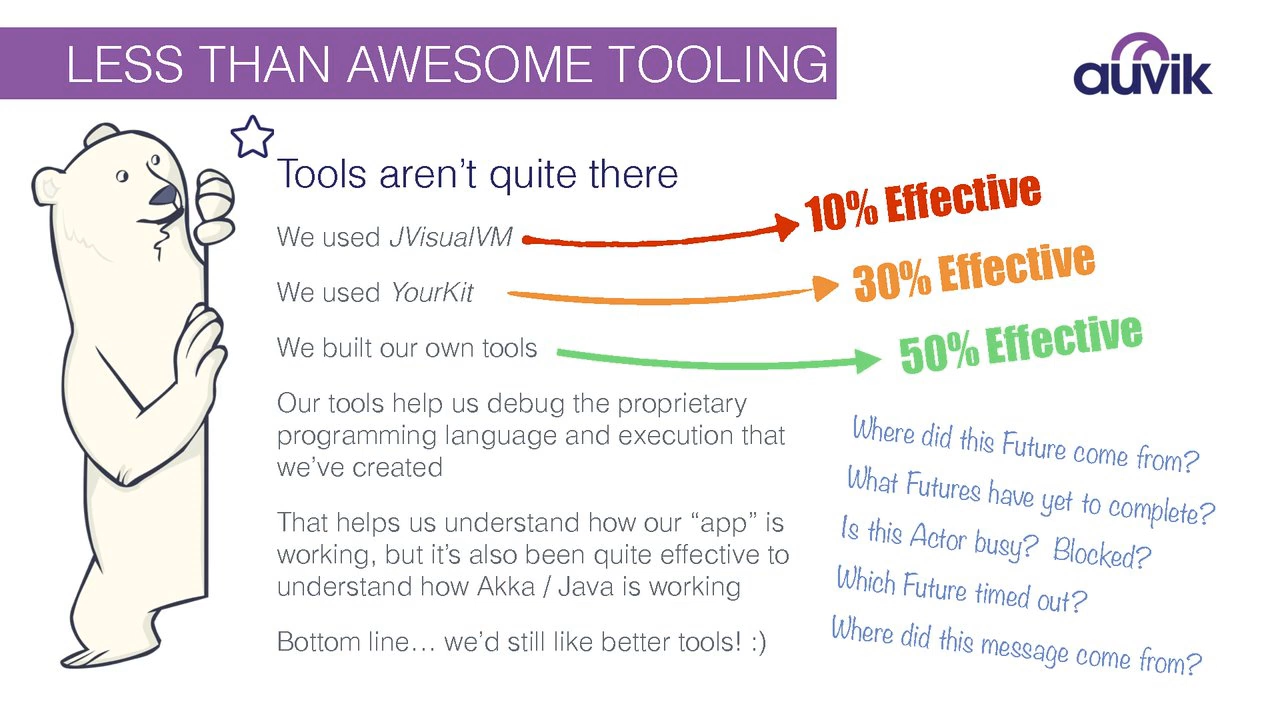 LESS THAN AWESOME TOOLING
auvik
Tools aren't quite there
We used JVisualVM
10% Effective
We used YourKit
30% Effective
We built our own tools
50% Effective
Our tools help us debug the proprietary
programming language and execution that
we've created
That helps us understand how our “app” is
working, but it's also been quite effective to
understand how Akka / Java is working
Bottom line… we'd still like better tools! :)
Where did this Future come from?
What Futures have yet to complete?
Is this Actor busy?  Blocked?
Which Future timed out?
Where did this message come from?